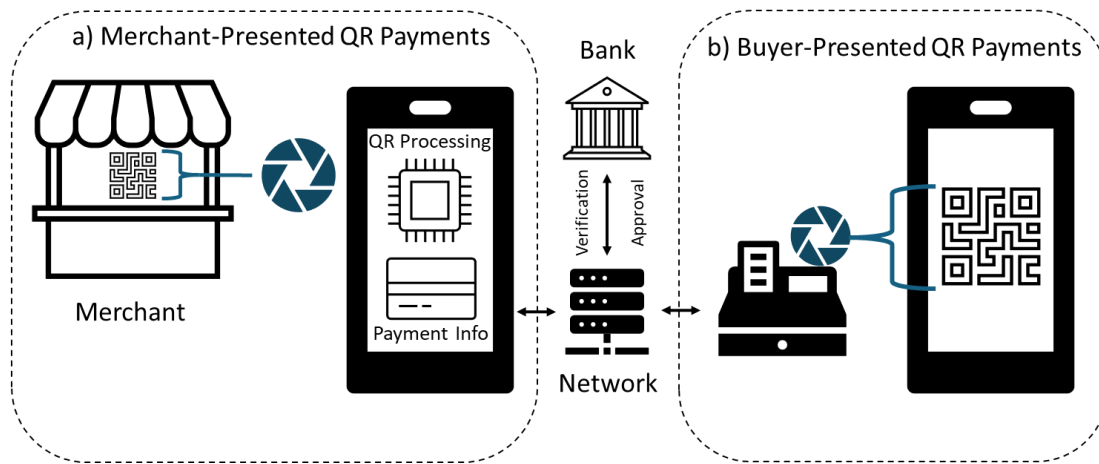 a) Merchant-Presented QR Payments
Merchant
QR Processing
Payment Info
Bank
Verification
Approval
Network
b) Buyer-Presented QR Payments